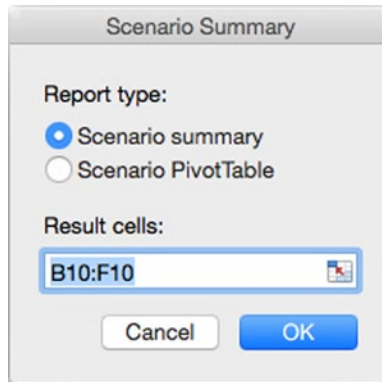 Scenario Summary
Report type:
Scenario summary
Scenario PivotTable
Result cells:
B10:F10
Cancel OK